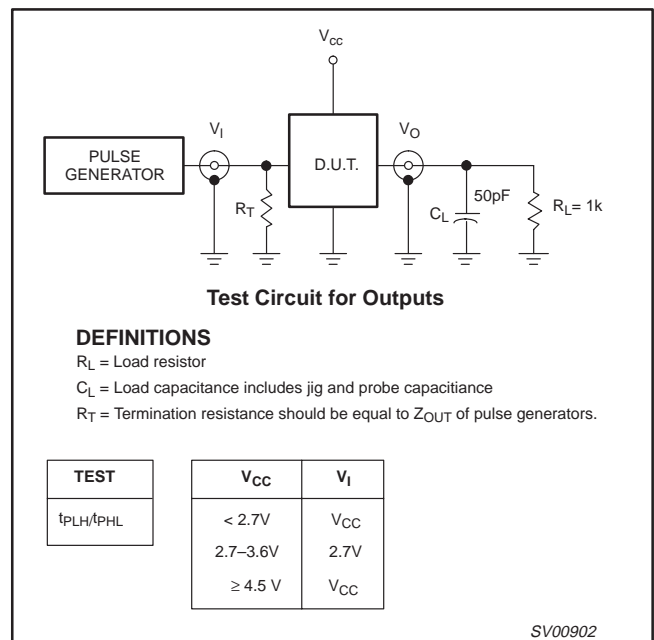 Vcc
VI
VO
PULSE
GENERATOR
D.U.T.
RT
50pF
CL
RL= 1k
Test Circuit for Outputs
DEFINITIONS
RL = Load resistor
CL = Load capacitance includes jig and probe capacitiance
RT = Termination resistance should be equal to ZOUT of pulse generators.
TEST
tPLH/tPHL
VCC VI
< 2.7V VCC
2.7–3.6V 2.7V
≥ 4.5 V VCC
SV00902